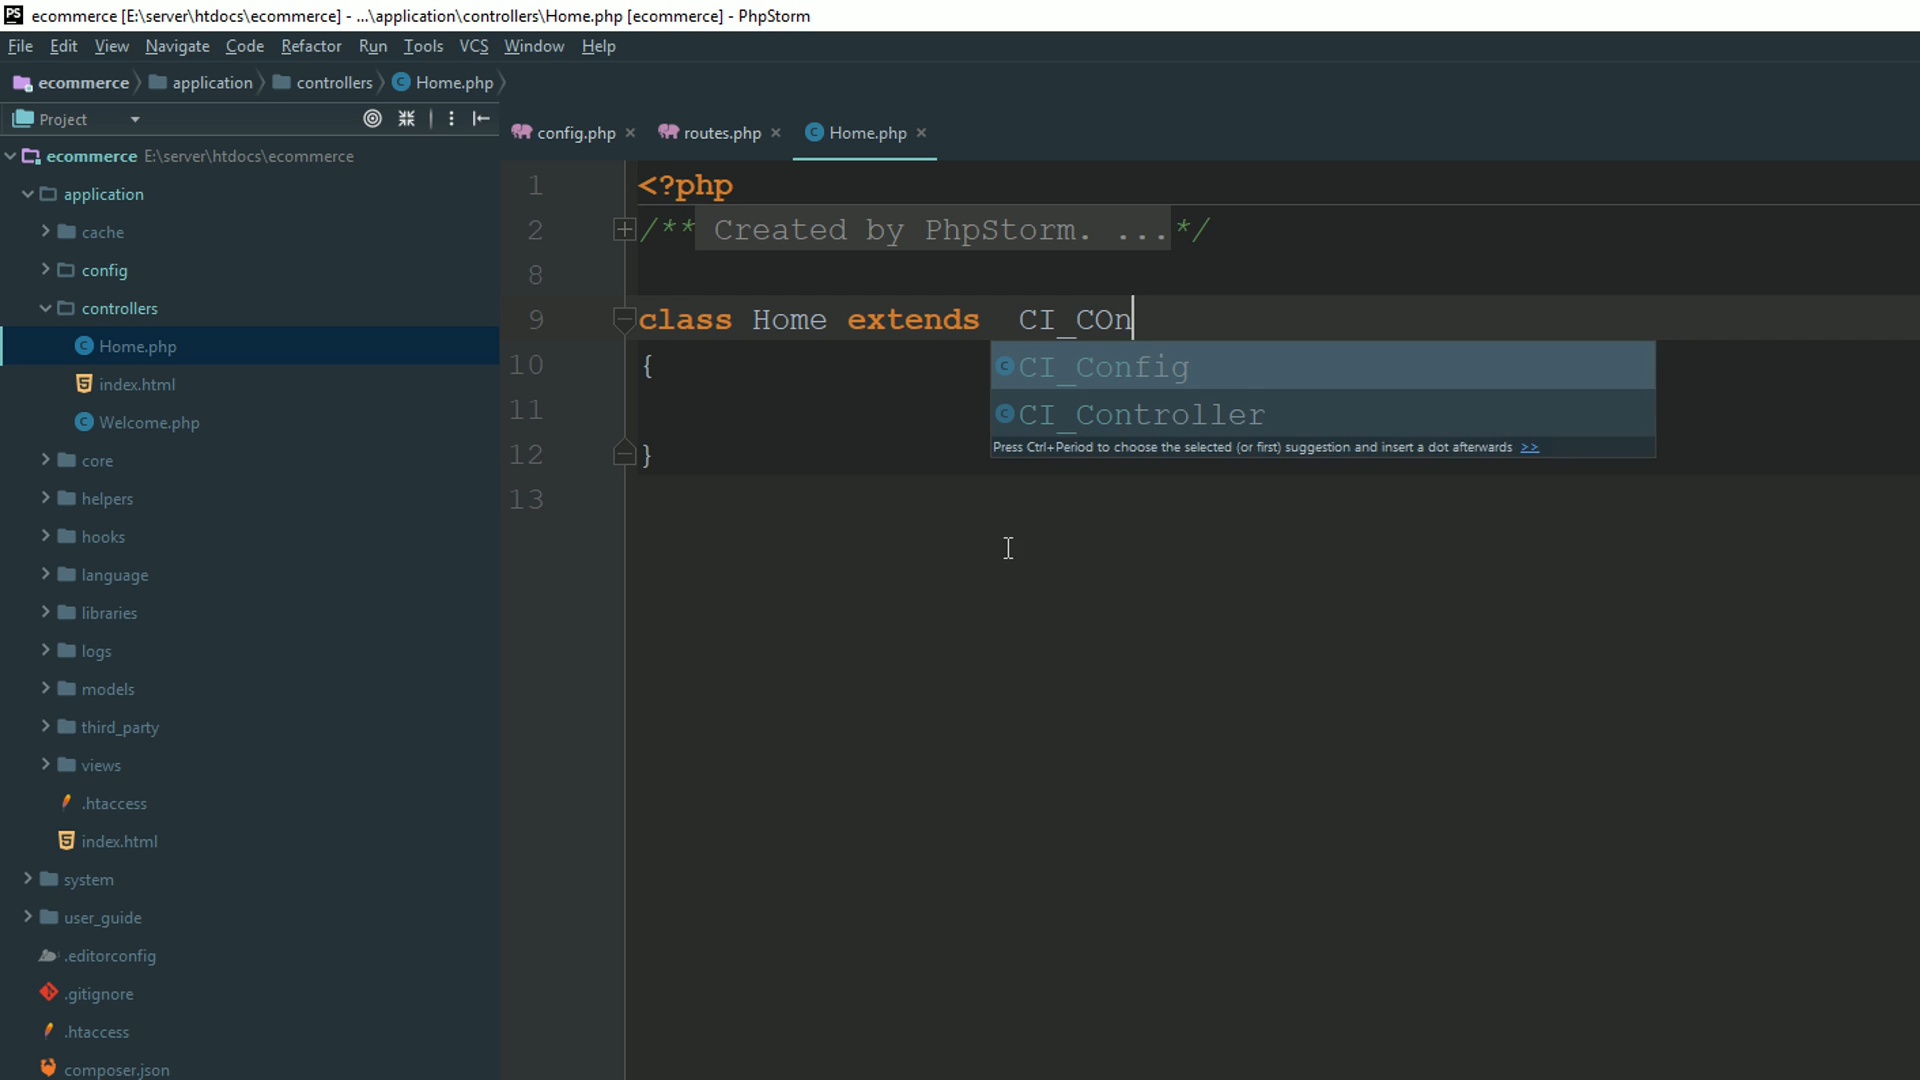 PS ecommerce [E:\server\htdocs\ecommerce] - ...\application\controllers\Home.php [ecommerce] - PhpStorm
File Edit View Navigate Code Refactor Run Tools VCS Window Help
ecommerce application controllers C Home.php
Project
config.php routes.php C Home.php
ecommerce E:\server\htdocs\ecommerce
application
cache
config
controllers
C Home.php
5 index.html
C Welcome.php
core
helpers
hooks
language
libraries
logs
models
third_party
views
.htaccess
5 index.html
system
user_guide
.editorconfig
.gitignore
.htaccess
composer.json
1 <?php
2 /** Created by PhpStorm. ...*/
8
9 class Home extends  CI_COn
10 {
11
12 }
13
C CI_Config
C CI_Controller
Press Ctrl+Period to choose the selected (or first) suggestion and insert a dot afterwards >>